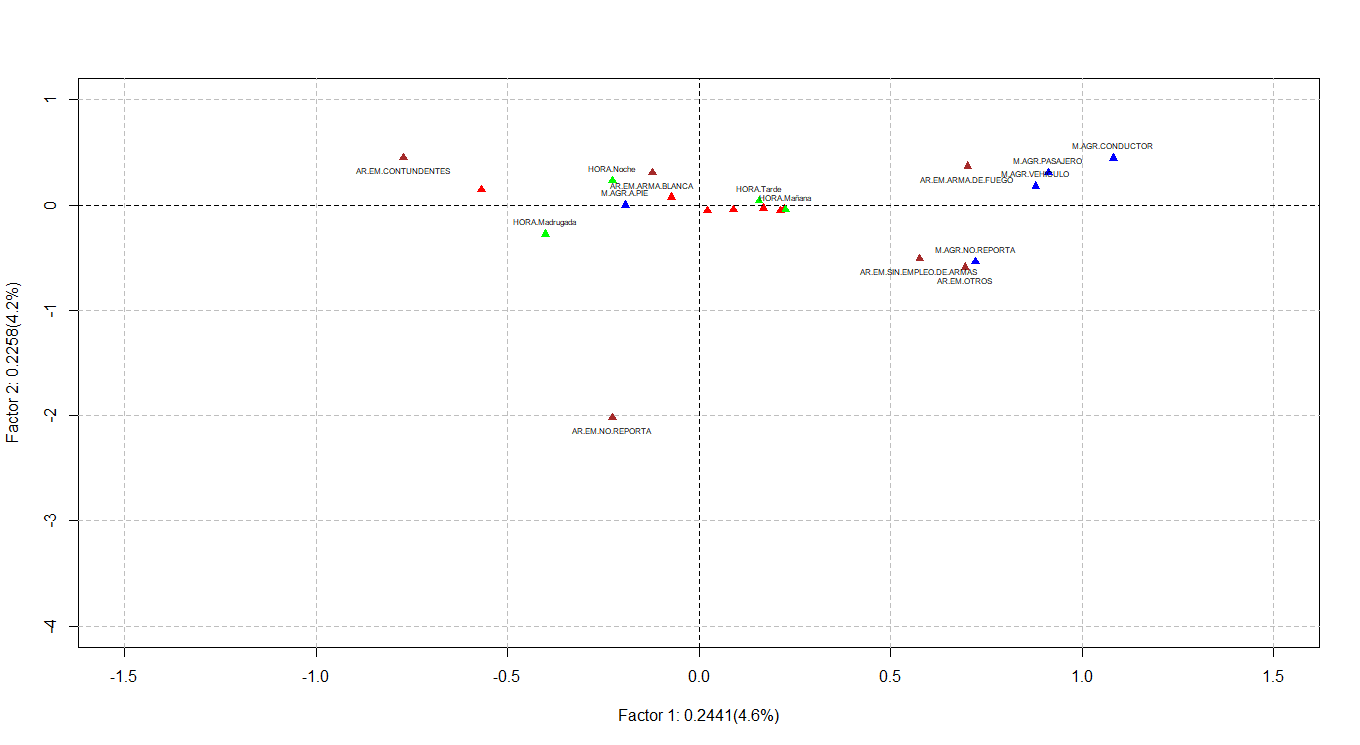 1
0
-1
-2
-3
-4
Factor 2: 0.2258(4.2%)
M.AGR.CONDUCTOR
M.AGR.PASAJERO
AR.EM.CONTUNDENTES
HORA.Noche
M.AGR.VEHICULO
AR.EM.ARMA.DE.FUEGO
AR.EM.ARMA.BLANCA
M.AGR.A.PIE
HORA.Tarde
HORA.Mañana
HORA.Madrugada
M.AGR.NO.REPORTA
AR.EM.SIN.EMPLEO.DE.ARMAS
AR.EM.OTROS
AR.EM.NO.REPORTA
-1.5 -1.0 -0.5 0.0 0.5 1.0 1.5
Factor 1: 0.2441(4.6%)